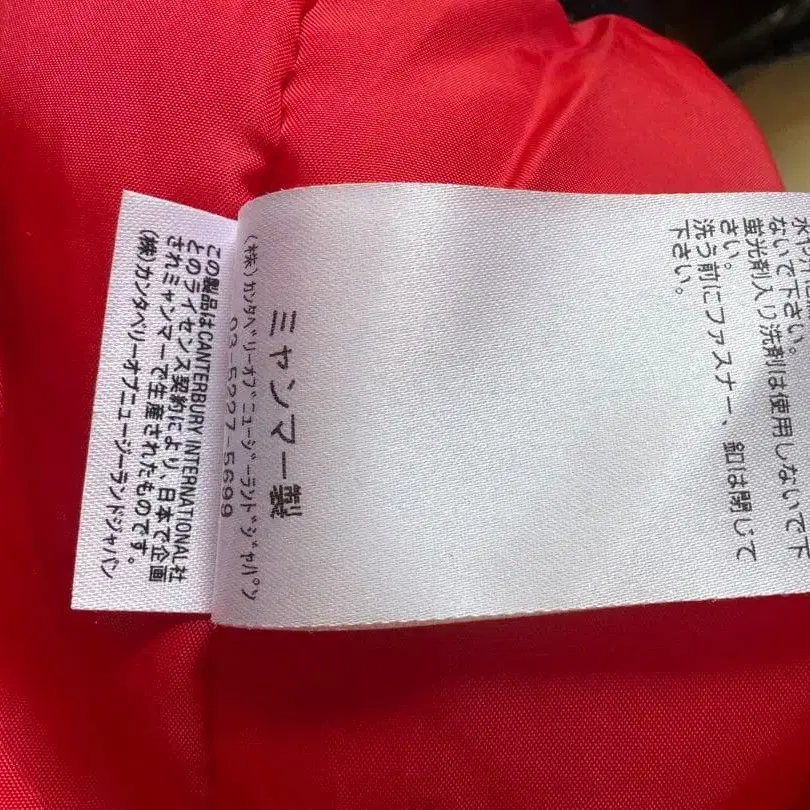 ないで下さい。
蛍光剤入り洗剤は使用しないで下
さい。
洗う前にファスナー、釦は閉じて
下さい。
ミャンマー製
(株)カンタベリーオブニュージーランドジャパン
03-5227-5699
この製品はCANTERBURY INTERNATIONAL社
とのライセンス契約により、日本で企画
されミャンマーで生産されたものです。
(株)カンタベリーオブニュージーランドジャパン